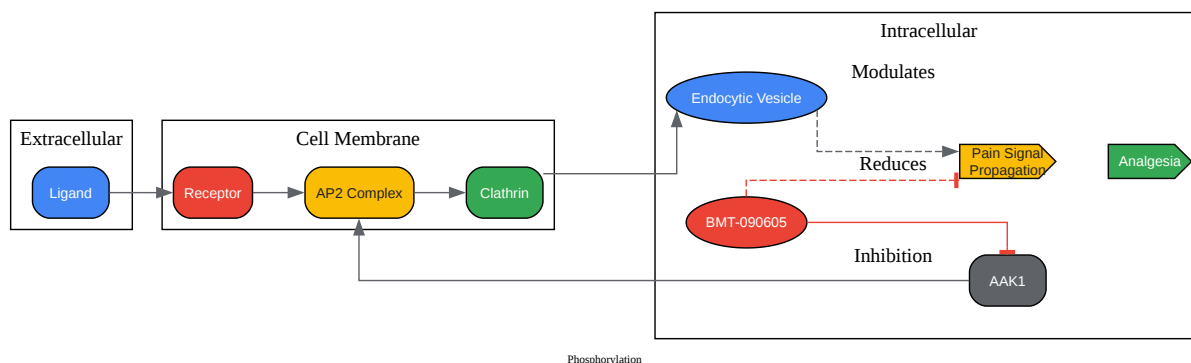 Extracellular
Ligand
Cell Membrane
Receptor
AP2 Complex
Clathrin
Intracellular
Modulates
Endocytic Vesicle
Reduces
Pain Signal
Propagation
Analgesia
BMT-090605
Inhibition
AAK1
Phosphorylation